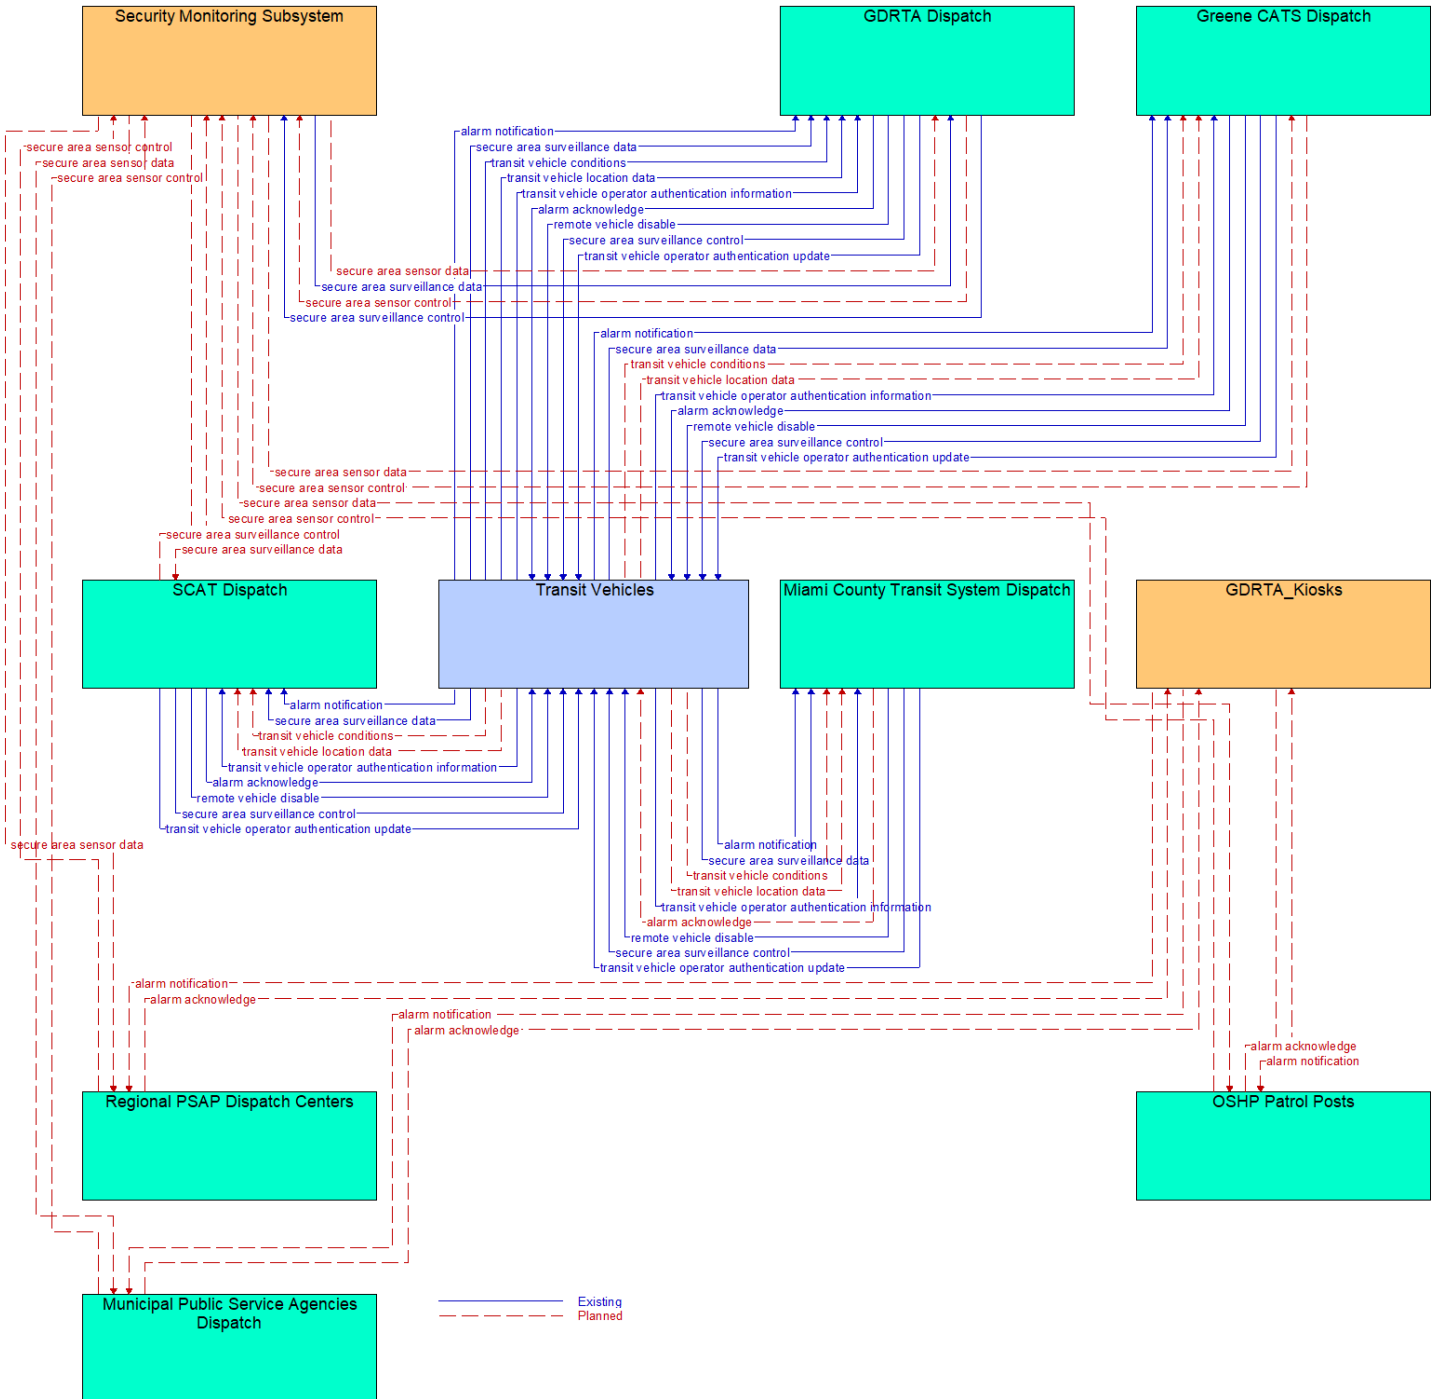 Security Monitoring Subsystem
GDRTA Dispatch
Greene CATS Dispatch
alarm notification
secure area sensor control
secure area surveillance data
secure area sensor data
transit vehicle conditions
secure area sensor control
transit vehicle location data
transit vehicle operator authentication information
alarm acknowledge
remote vehicle disable
secure area surveillance control
transit vehicle operator authentication update
secure area sensor data
secure area surveillance data
secure area sensor control
secure area surveillance control
alarm notification
secure area surveillance data
transit vehicle conditions
transit vehicle location data
transit vehicle operator authentication information
alarm acknowledge
remote vehicle disable
secure area surveillance control
transit vehicle operator authentication update
secure area sensor data
secure area sensor control
secure area sensor data
secure area sensor control
secure area surveillance control
secure area surveillance data
SCAT Dispatch
Transit Vehicles
Miami County Transit System Dispatch
GDRTA_Kiosks
alarm notification
secure area surveillance data
transit vehicle conditions
transit vehicle location data
transit vehicle operator authentication information
alarm acknowledge
remote vehicle disable
secure area surveillance control
transit vehicle operator authentication update
secure area sensor data
alarm notification
secure area surveillance data
transit vehicle conditions
transit vehicle location data
transit vehicle operator authentication information
alarm acknowledge
remote vehicle disable
secure area surveillance control
transit vehicle operator authentication update
alarm notification
alarm acknowledge
alarm notification
alarm acknowledge
alarm acknowledge
alarm notification
Regional PSAP Dispatch Centers
OSHP Patrol Posts
Municipal Public Service Agencies
Dispatch
Existing
Planned